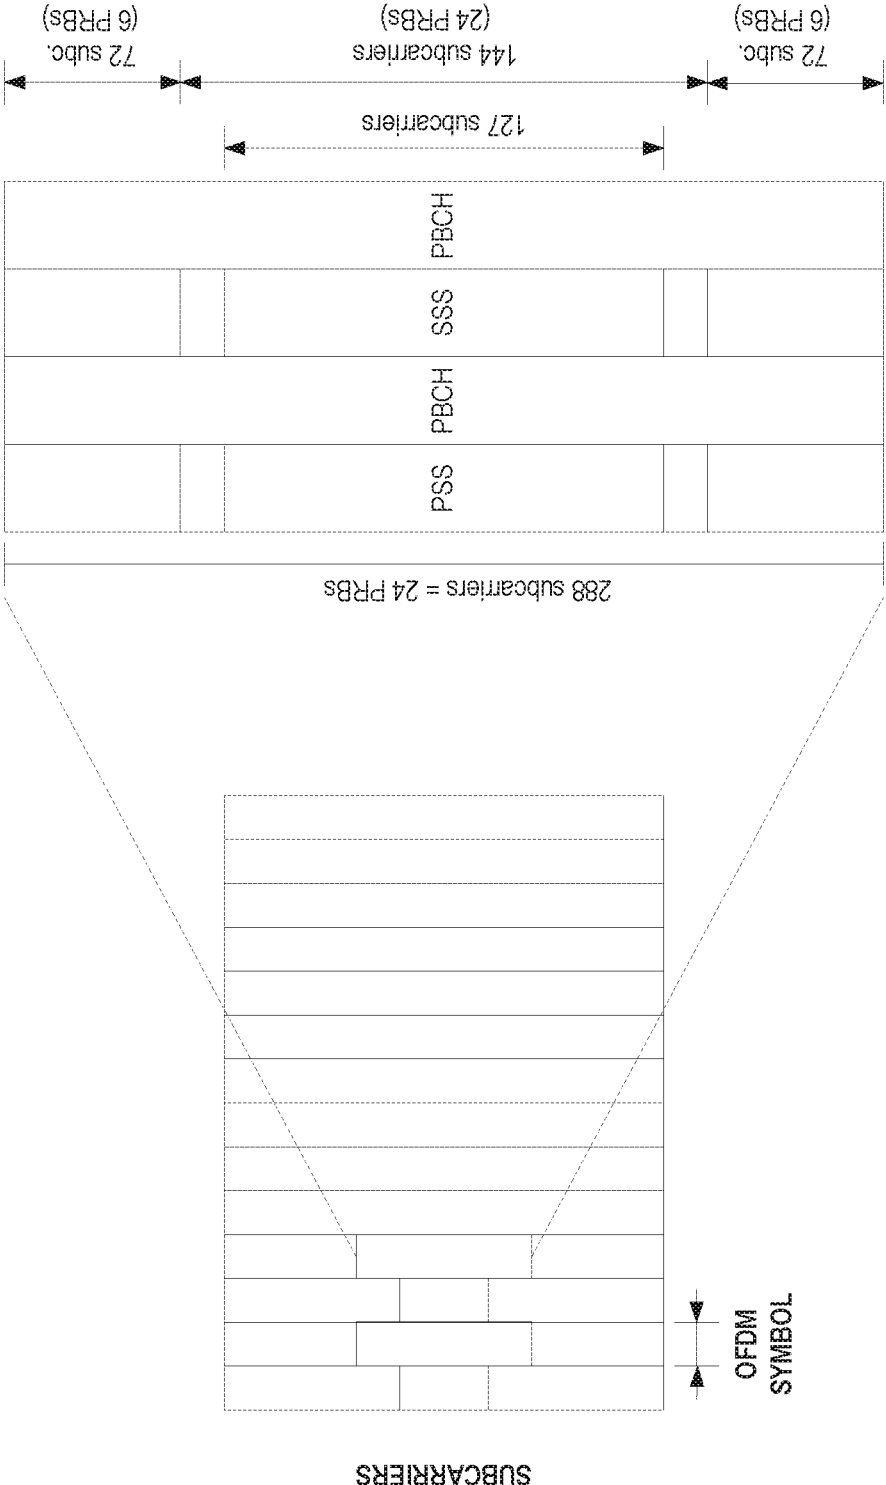 72 subc.
(6 PRBs)
144 subcarriers
(24 PRBs)
72 subc.
(6 PRBs)
127 subcarriers
PBCH
SSS
PBCH
PSS
288 subcarriers = 24 PRBs
OFDM
SYMBOL
SUBCARRIERS